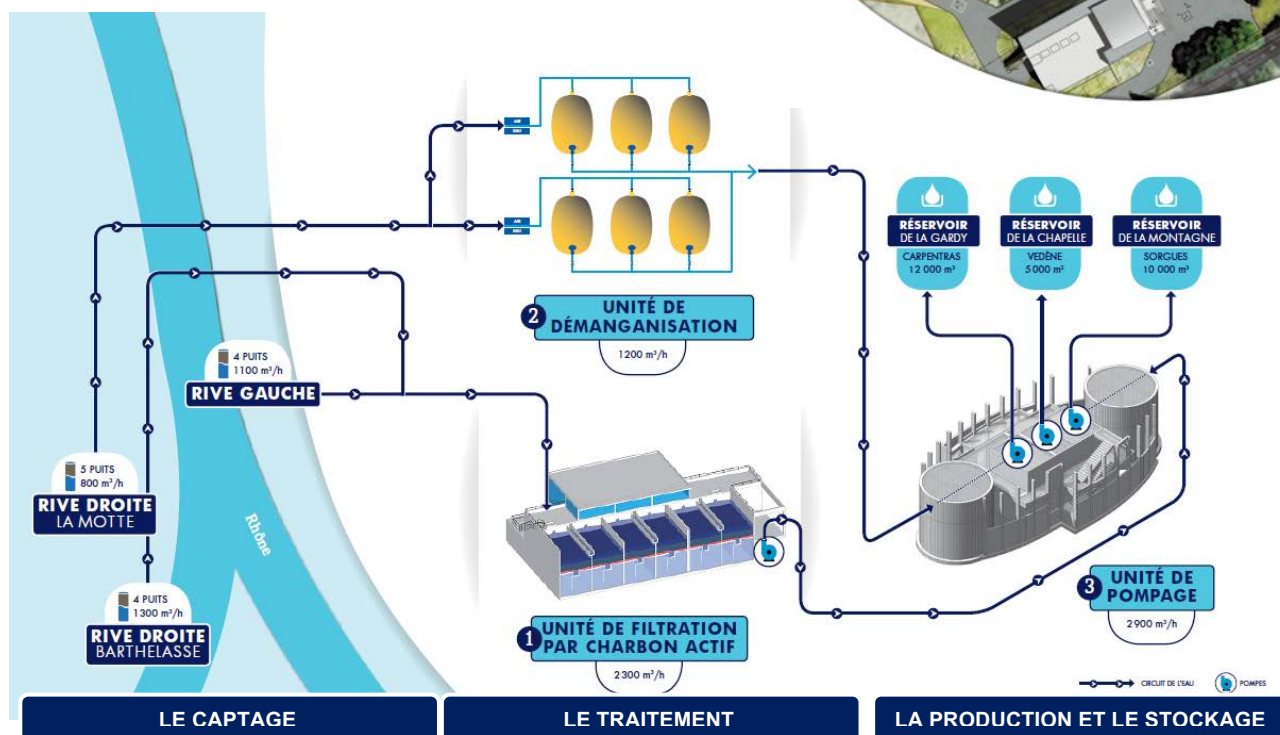 AIR
EAU
AIR
EAU
RÉSERVOIR
DE LA GARDY
CARPENTRAS
12 000 m³
RÉSERVOIR
DE LA CHAPELLE
VEDÈNE
5 000 m³
RÉSERVOIR
DE LA MONTAGNE
SORGUES
10 000 m³
2
UNITÉ DE
DÉMANGANISATION
1200 m³/h
4 PUITS
1100 m³/h
RIVE GAUCHE
5 PUITS
800 m³/h
RIVE DROITE
LA MOTTE
Rhône
4 PUITS
1300 m³/h
RIVE DROITE
BARTHELASSE
1
UNITÉ DE FILTRATION
PAR CHARBON ACTIF
2 300 m³/h
3
UNITÉ DE
POMPAGE
2 900 m³/h
CIRCUIT DE L'EAU
POMPES
LE CAPTAGE
LE TRAITEMENT
LA PRODUCTION ET LE STOCKAGE